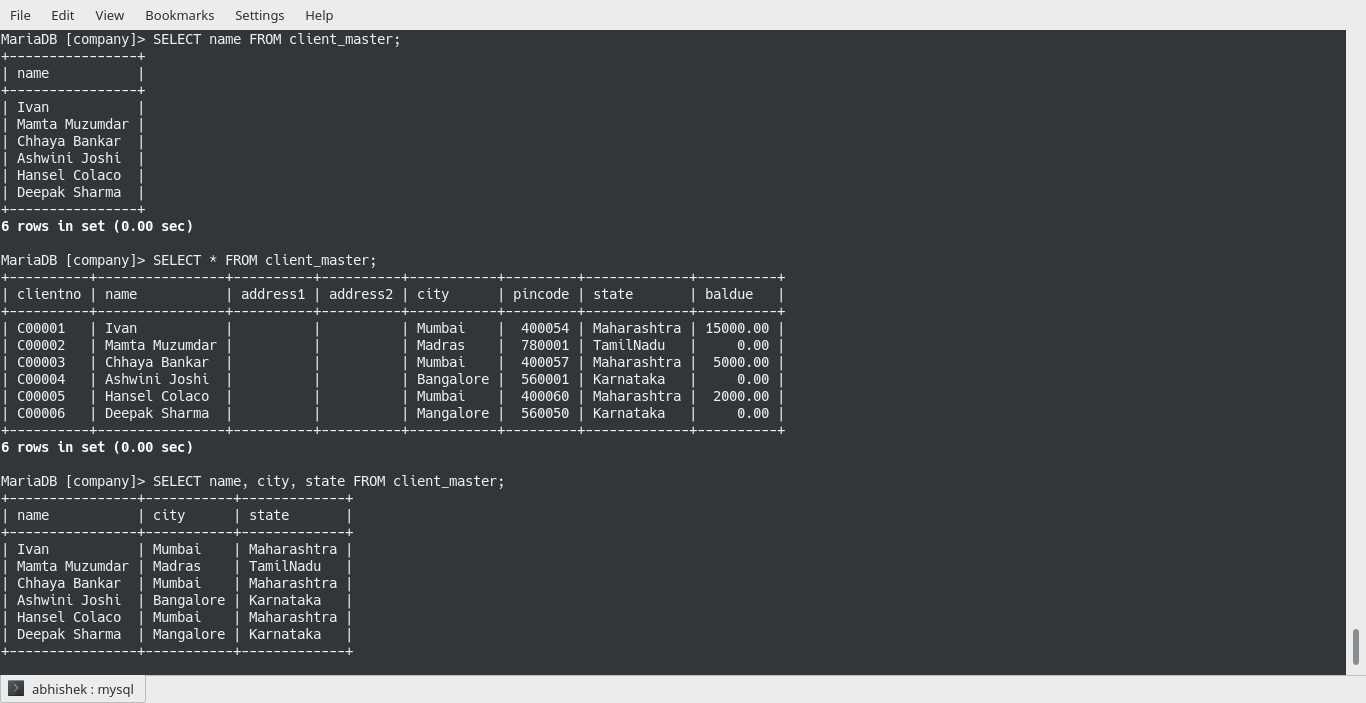 File Edit View Bookmarks Settings Help
MariaDB [company]> SELECT name FROM client_master;
+----------------+
| name           |
+----------------+
| Ivan           |
| Mamta Muzumdar |
| Chhaya Bankar  |
| Ashwini Joshi  |
| Hansel Colaco  |
| Deepak Sharma  |
+----------------+
6 rows in set (0.00 sec)

MariaDB [company]> SELECT * FROM client_master;
+----------+----------------+----------+----------+-----------+---------+-------------+----------+
| clientno | name           | address1 | address2 | city      | pincode | state       | baldue   |
+----------+----------------+----------+----------+-----------+---------+-------------+----------+
| C00001   | Ivan           |          |          | Mumbai    |  400054 | Maharashtra | 15000.00 |
| C00002   | Mamta Muzumdar |          |          | Madras    |  780001 | TamilNadu   |     0.00 |
| C00003   | Chhaya Bankar  |          |          | Mumbai    |  400057 | Maharashtra |  5000.00 |
| C00004   | Ashwini Joshi  |          |          | Bangalore |  560001 | Karnataka   |     0.00 |
| C00005   | Hansel Colaco  |          |          | Mumbai    |  400060 | Maharashtra |  2000.00 |
| C00006   | Deepak Sharma  |          |          | Mangalore |  560050 | Karnataka   |     0.00 |
+----------+----------------+----------+----------+-----------+---------+-------------+----------+
6 rows in set (0.00 sec)

MariaDB [company]> SELECT name, city, state FROM client_master;
+----------------+-----------+-------------+
| name           | city      | state       |
+----------------+-----------+-------------+
| Ivan           | Mumbai    | Maharashtra |
| Mamta Muzumdar | Madras    | TamilNadu   |
| Chhaya Bankar  | Mumbai    | Maharashtra |
| Ashwini Joshi  | Bangalore | Karnataka   |
| Hansel Colaco  | Mumbai    | Maharashtra |
| Deepak Sharma  | Mangalore | Karnataka   |
+----------------+-----------+-------------+
abhishek : mysql